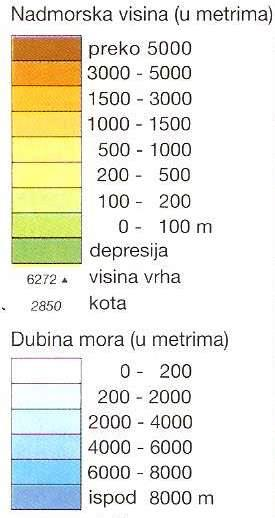 Nadmorska visina (u metrima)
preko 5000
3000 - 5000
1500 - 3000
1000 - 1500
500 - 1000
200 - 500
100 - 200
0 - 100 m
depresija
6272 ▲ visina vrha
2850 kota
Dubina mora (u metrima)
0 - 200
200 - 2000
2000 - 4000
4000 - 6000
6000 - 8000
ispod 8000 m